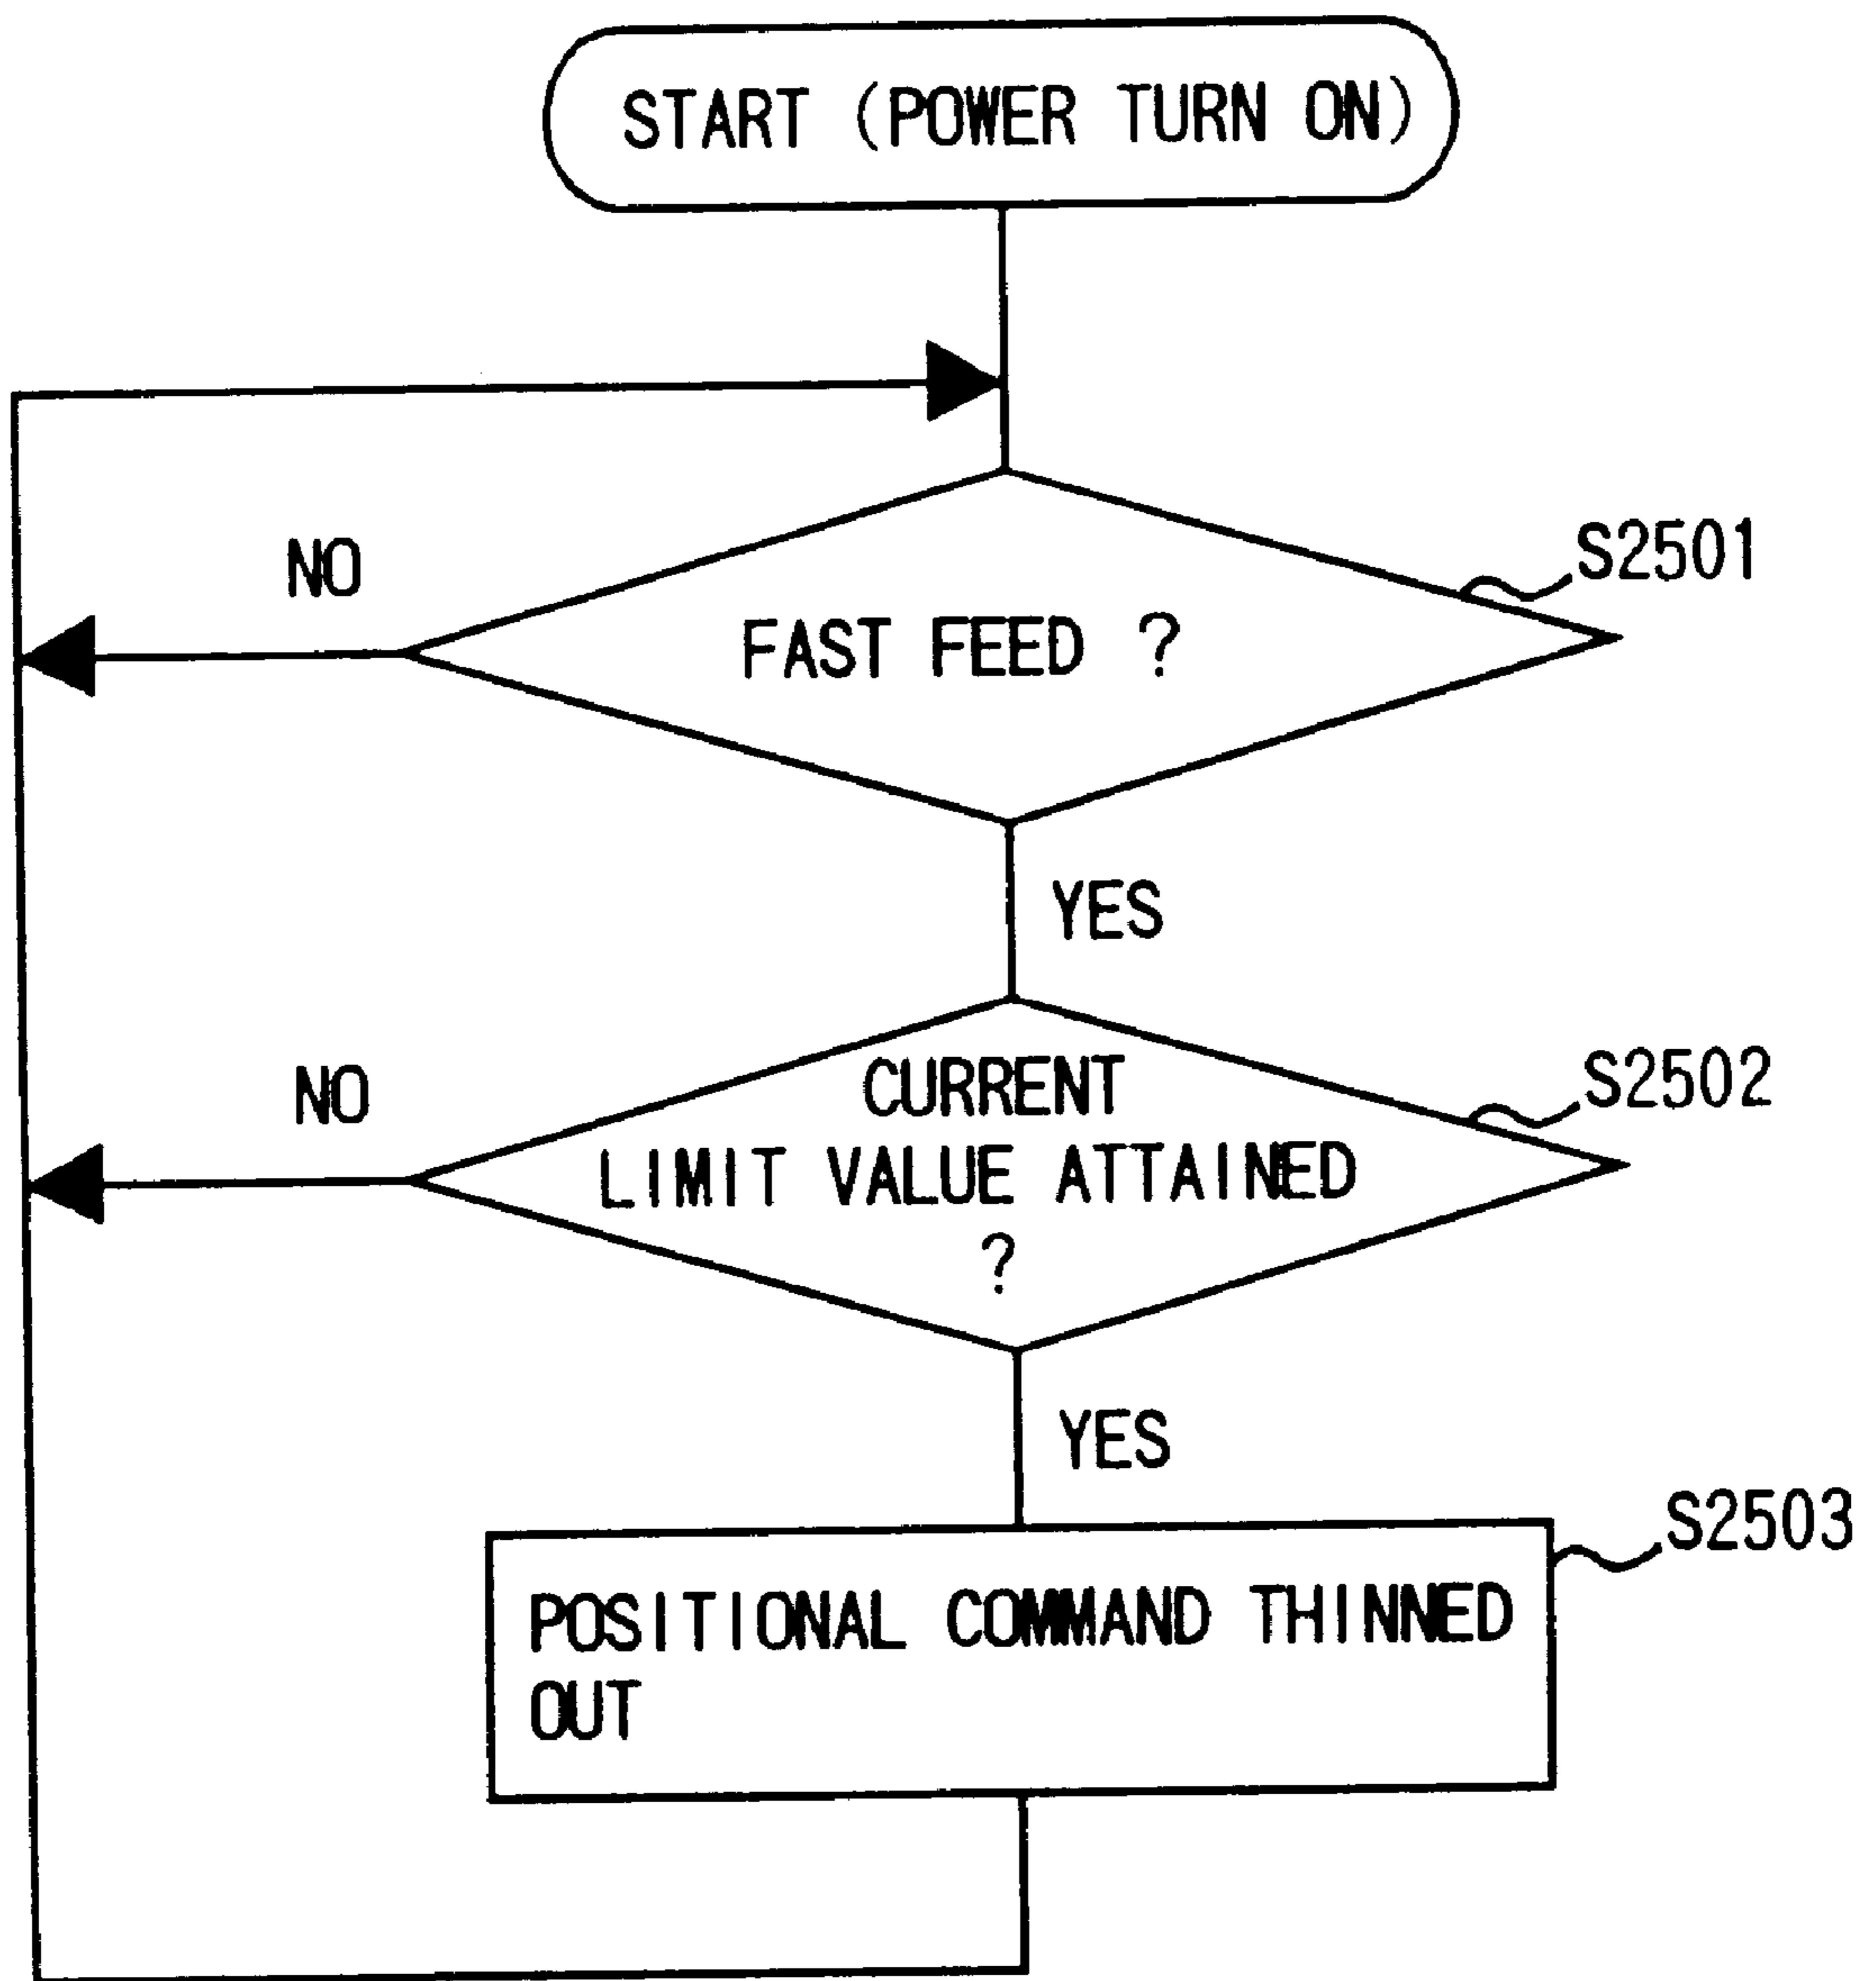 START (POWER TURN ON)
NO
S2501
FAST FEED ?
YES
NO
S2502
CURRENT
LIMIT VALUE ATTAINED
?
YES
S2503
POSITIONAL COMMAND THINNED
OUT